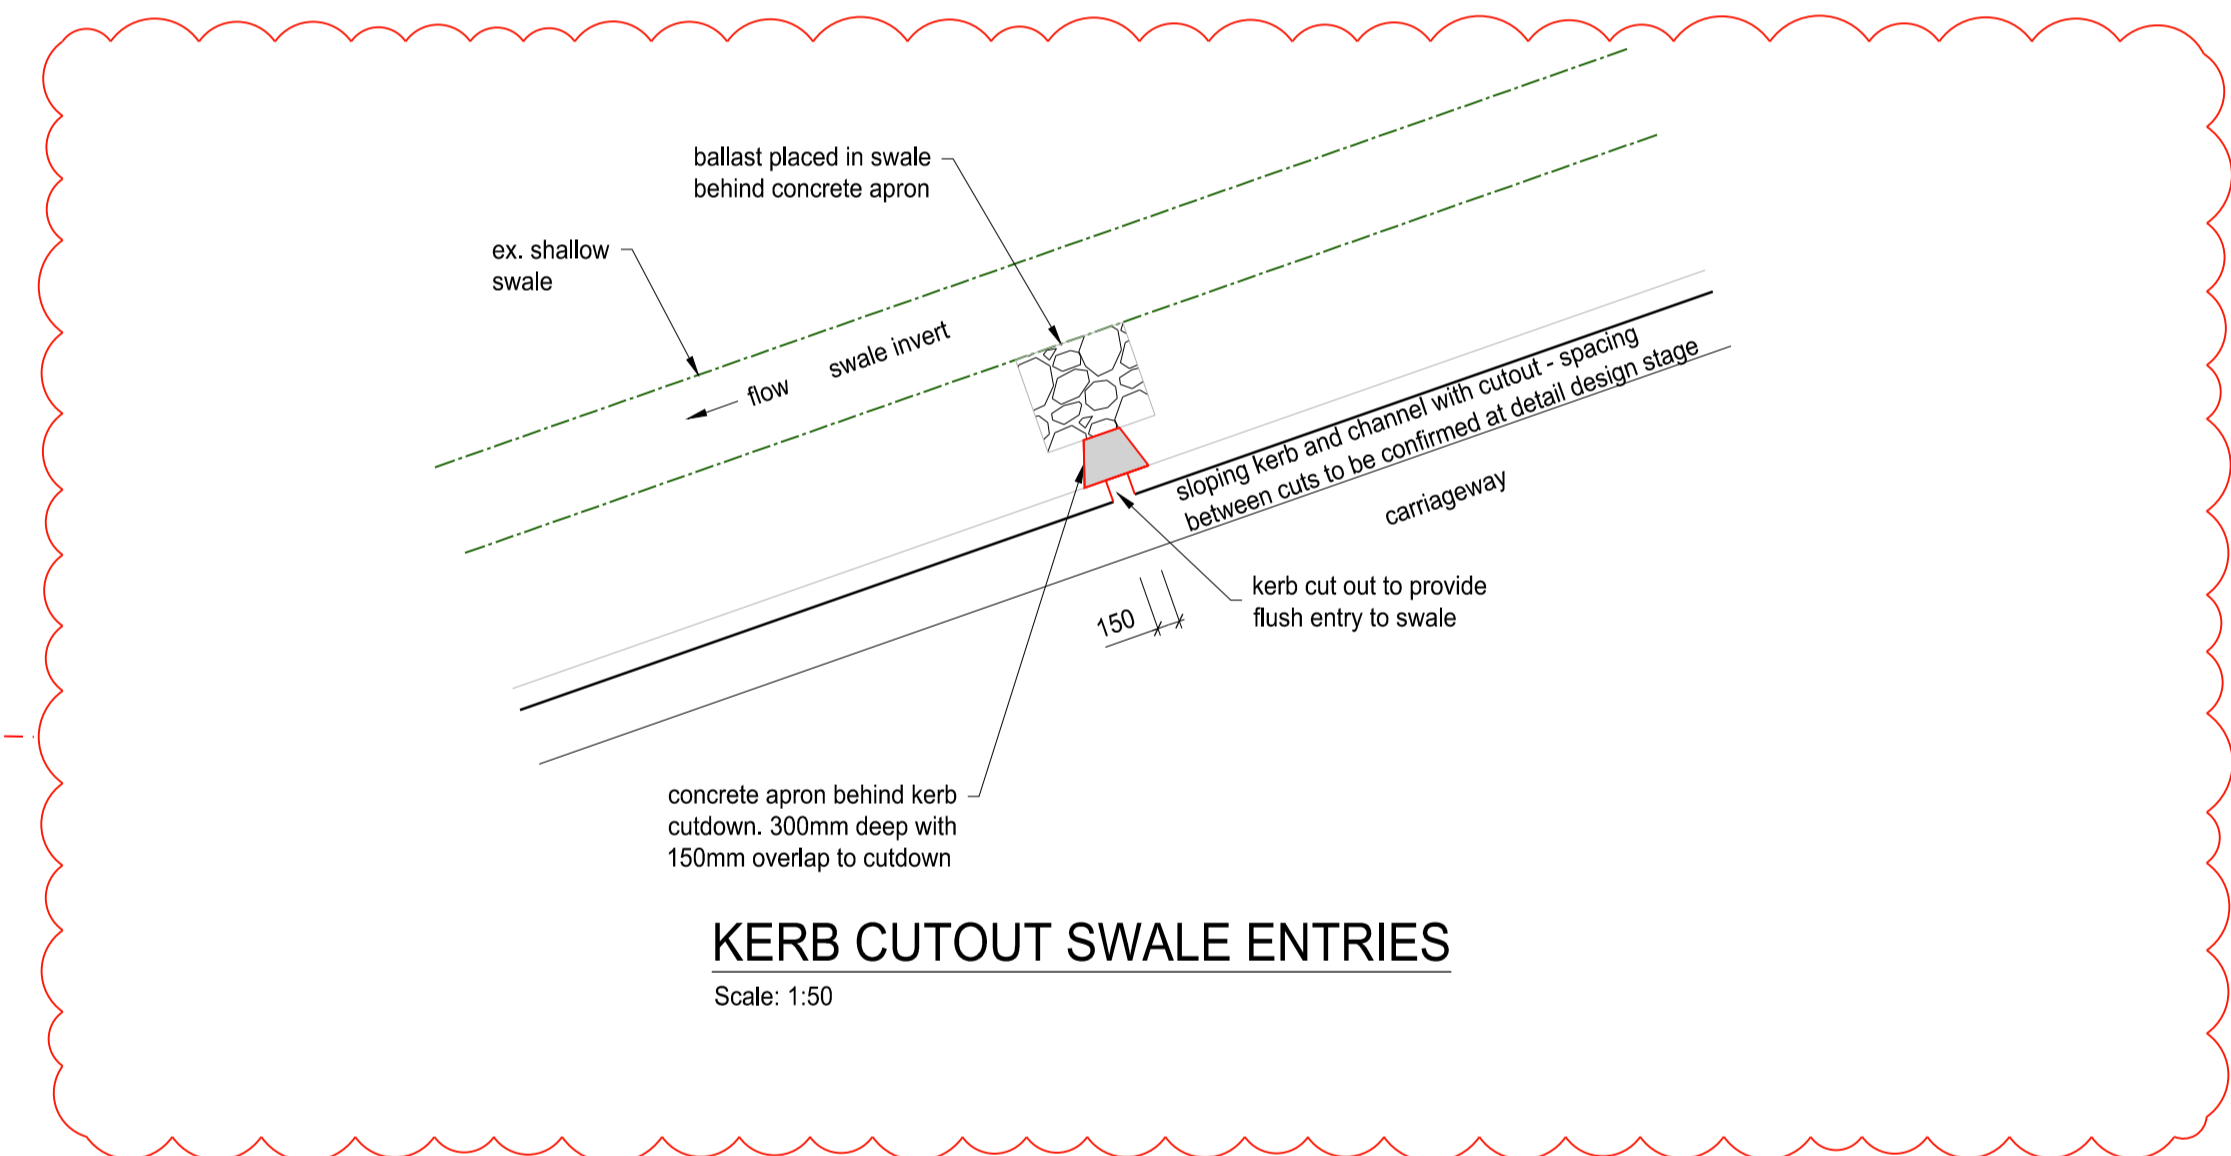 ballast placed in swale
behind concrete apron
ex. shallow
swale
swale invert
flow
sloping kerb and channel with cutout - spacing
between cuts to be confirmed at detail design stage
carriageway
kerb cut out to provide
flush entry to swale
150
concrete apron behind kerb
cutdown. 300mm deep with
150mm overlap to cutdown
KERB CUTOUT SWALE ENTRIES
Scale: 1:50